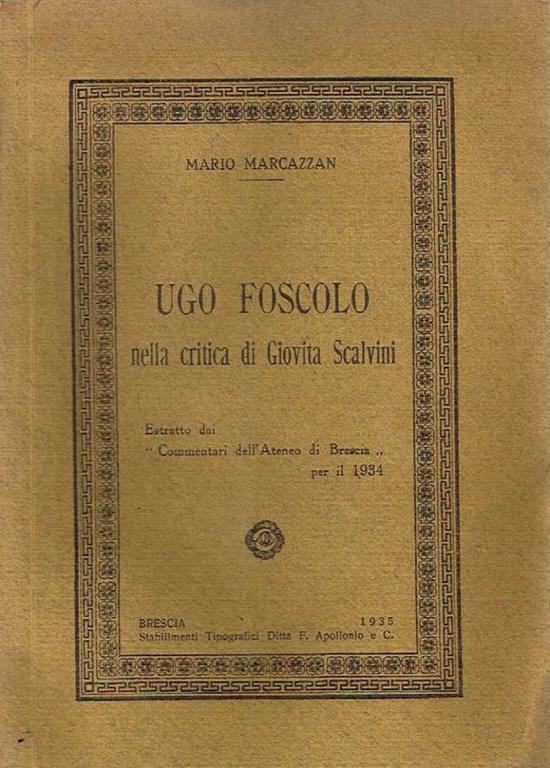 MARIO MARCAZZAN
UGO FOSCOLO
nella critica di Giovita Scalvini
Estratto dai
" Commentari dell'Ateneo di Brescia „
per il 1934
BRESCIA 1935
Stabilimenti Tipografici Ditta F. Apollonio e C.